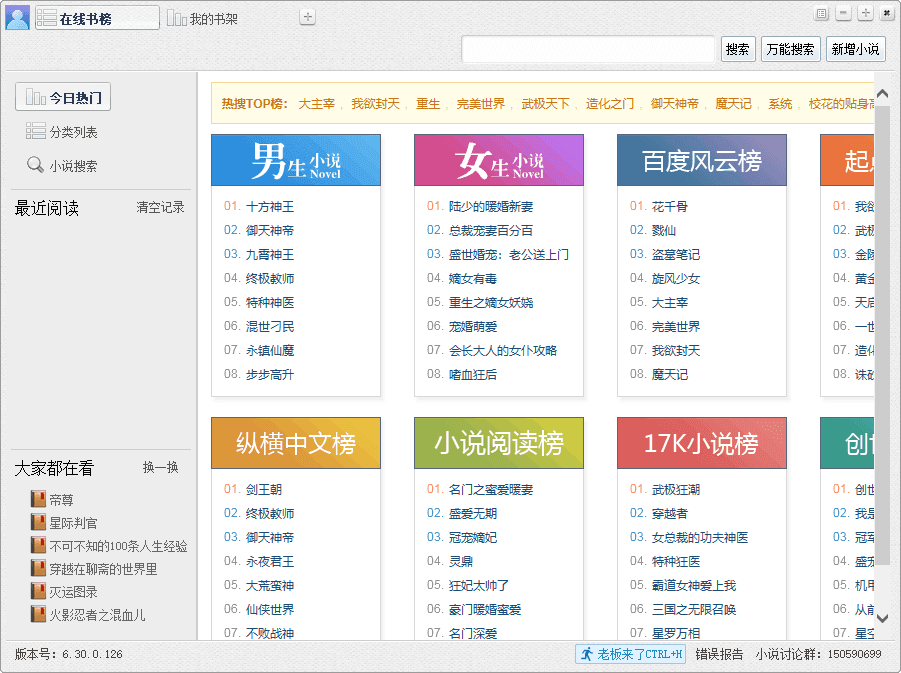 在线书榜
我的书架
搜索
万能搜索
新增小说
今日热门
分类列表
小说搜索
最近阅读 清空记录
大家都在看 换一换
帝尊
星际判官
不可不知的100条人生经验
穿越在聊斋的世界里
灭运图录
火影忍者之混血儿
热搜TOP榜： 大主宰 , 我欲封天 , 重生 , 完美世界 , 武极天下 , 造化之门 , 御天神帝 , 魔天记 , 系统 , 校花的贴身高
男生小说 Novel
01. 十方神王
02. 御天神帝
03. 九霄神王
04. 终极教师
05. 特种神医
06. 混世刁民
07. 永镇仙魔
08. 步步高升
女生小说 Novel
01. 陆少的暖婚新妻
02. 总裁宠妻百分百
03. 盛世婚宠：老公送上门
04. 嫡女有毒
05. 重生之嫡女妖娆
06. 宠婚萌爱
07. 会长大人的女仆攻略
08. 嗜血狂后
百度风云榜
01. 花千骨
02. 戮仙
03. 盗墓笔记
04. 旋风少女
05. 大主宰
06. 完美世界
07. 我欲封天
08. 魔天记
起点
01. 我欲
02. 武极
03. 金陵
04. 黄金
05. 天启
06. 一世
07. 造化
08. 诛砂
纵横中文榜
01. 剑王朝
02. 终极教师
03. 御天神帝
04. 永夜君王
05. 大荒蛮神
06. 仙侠世界
07. 不败战神
小说阅读榜
01. 名门之蜜爱暖妻
02. 盛爱无期
03. 冠宠嫡妃
04. 灵鼎
05. 狂妃太帅了
06. 豪门暖婚蜜爱
07. 名门深爱
17K小说榜
01. 武极狂潮
02. 穿越者
03. 女总裁的功夫神医
04. 特种狂医
05. 霸道女神爱上我
06. 三国之无限召唤
07. 星罗万相
创世
01. 创世
02. 我是
03. 冠军
04. 盛宠
05. 机甲
06. 从前
07. 星空
版本号: 6.30.0.126
老板来了CTRL+H
错误报告
小说讨论群: 150590699